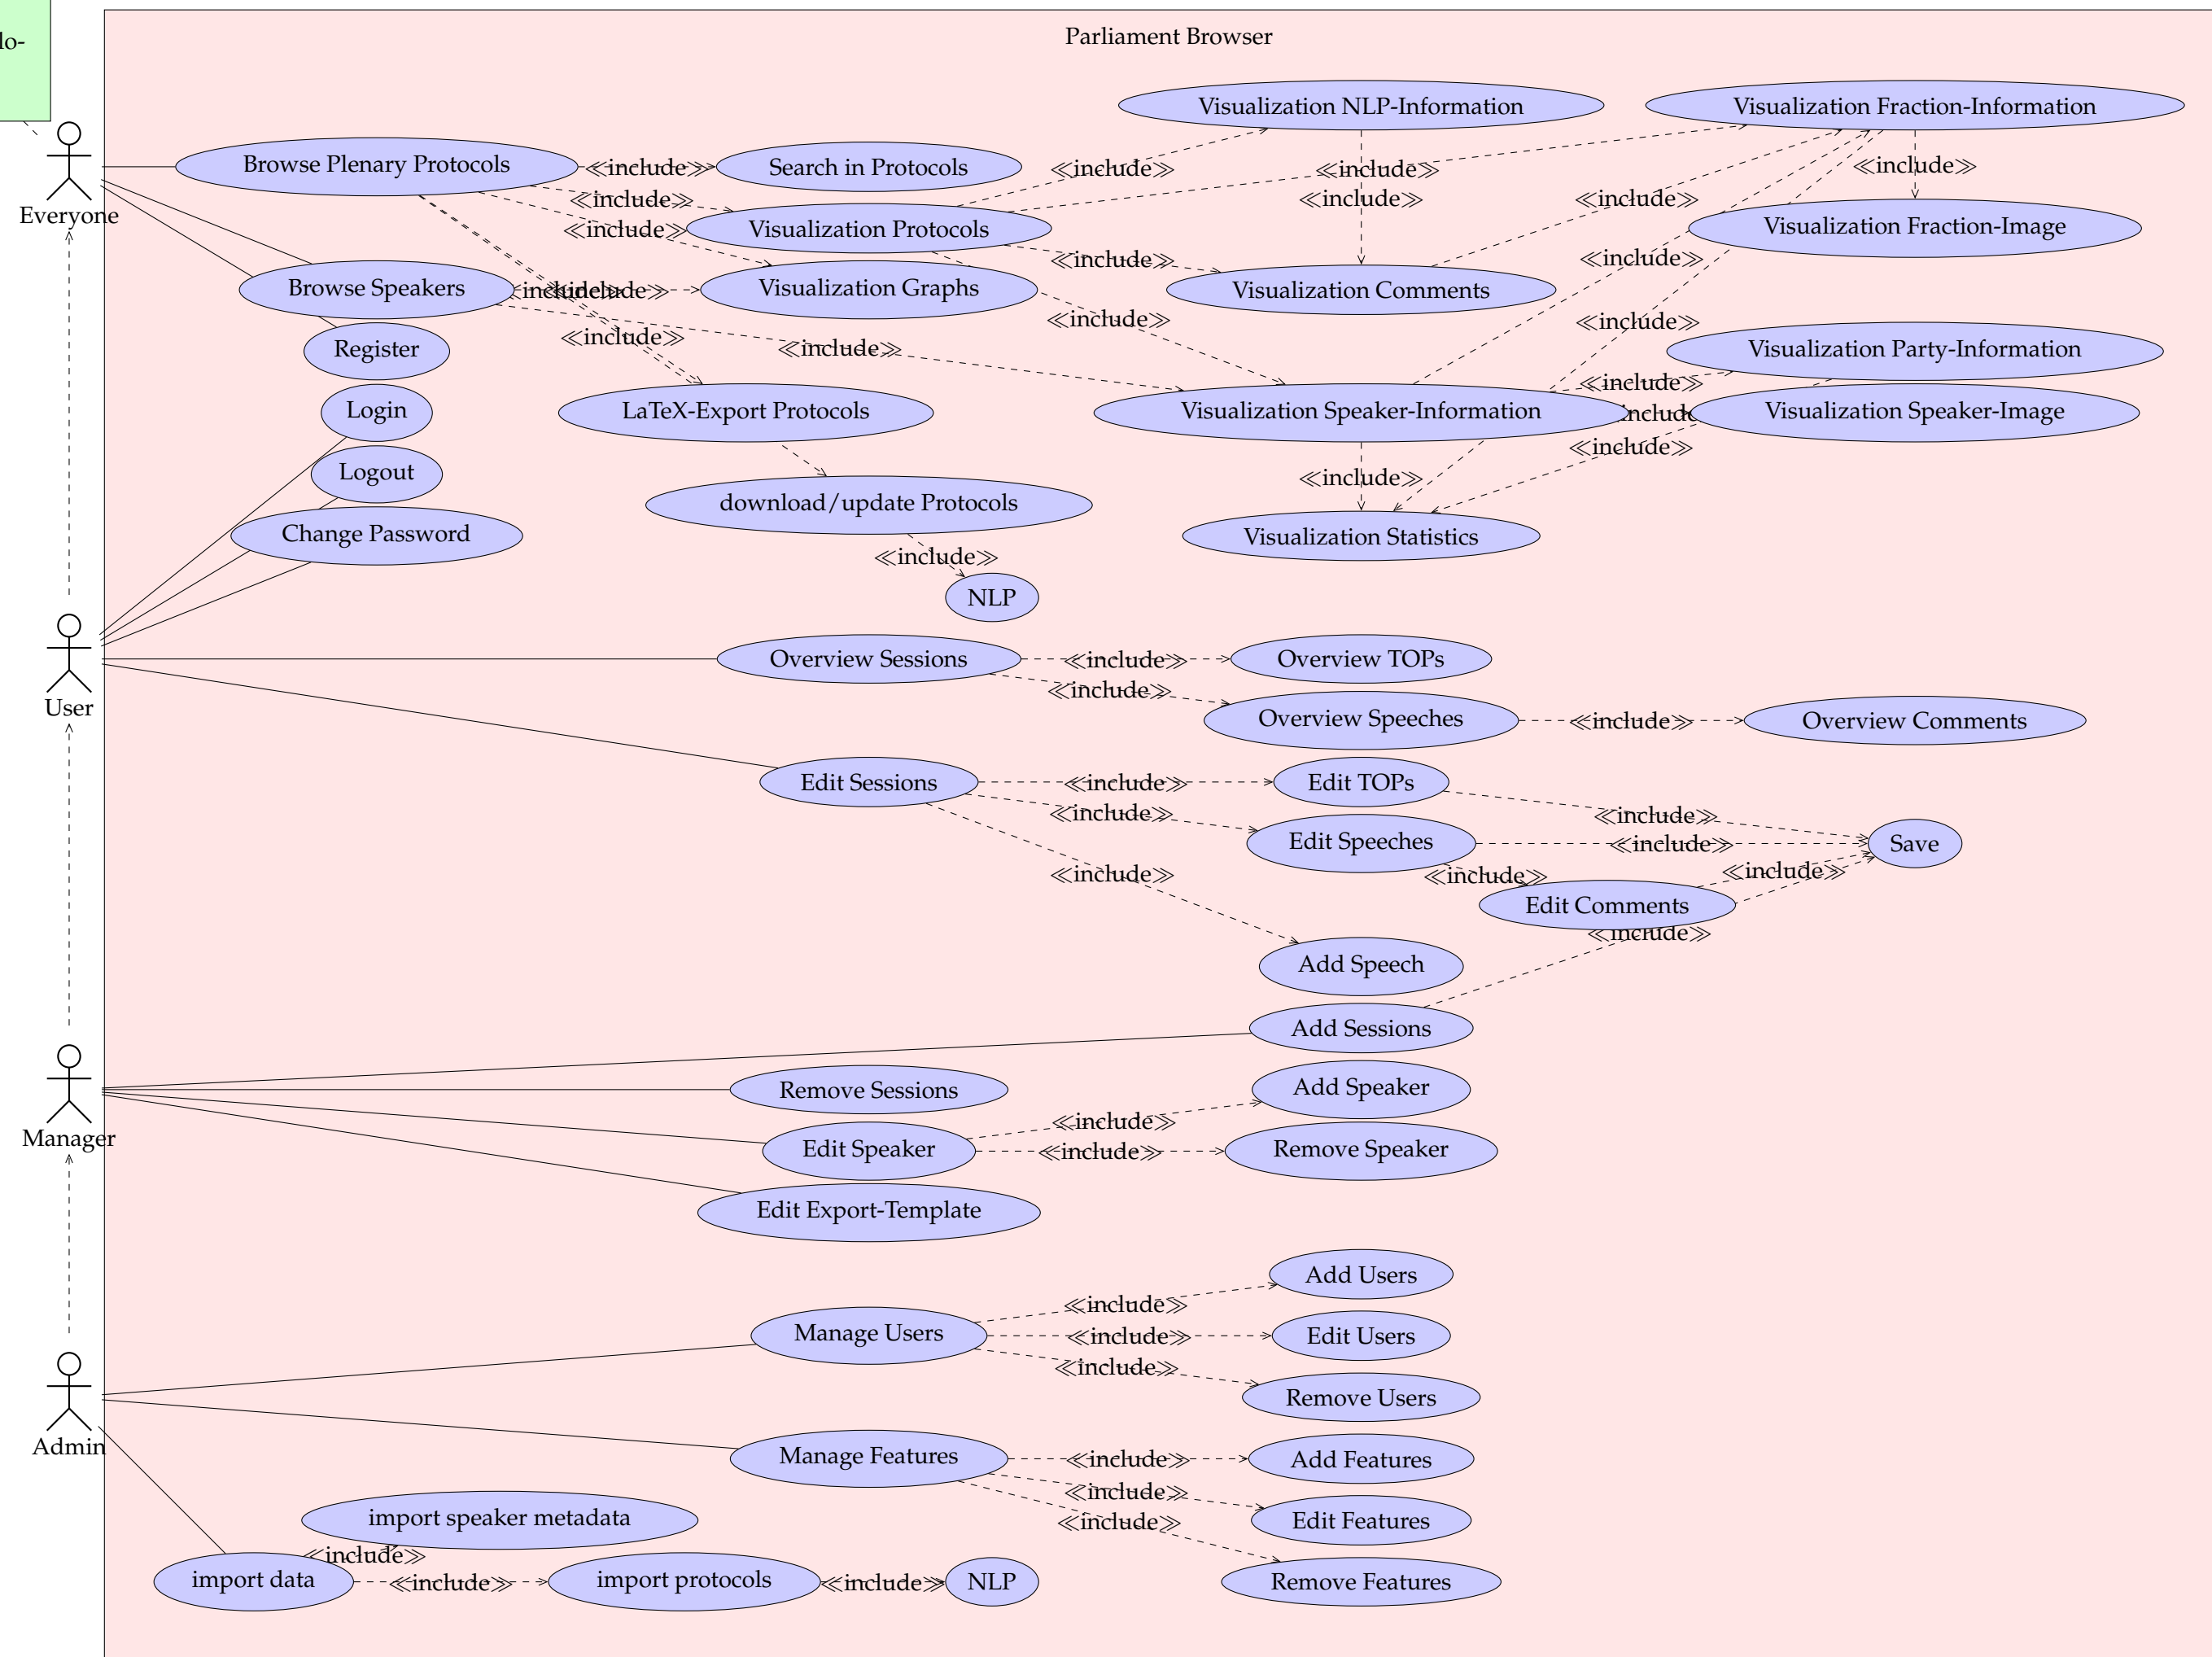 lo-
Parliament Browser
Visualization NLP-Information
Visualization Fraction-Information
Browse Plenary Protocols
≪include≫
Search in Protocols
≪include≫
≪include≫
≪include≫
Everyone
≪include≫
≪include≫
≪include≫
Visualization Protocols
Visualization Fraction-Image
≪include≫
≪include≫
≪include≫
Browse Speakers
≪include≫
≪include≫
Visualization Graphs
Visualization Comments
≪include≫
≪include≫
≪include≫
Register
≪include≫
Visualization Party-Information
≪include≫
Login
LaTeX-Export Protocols
Visualization Speaker-Information
≪include≫
Visualization Speaker-Image
≪include≫
Logout
≪include≫
download/update Protocols
Change Password
Visualization Statistics
≪include≫
NLP
Overview Sessions
≪include≫
Overview TOPs
≪include≫
User
Overview Speeches
≪include≫
Overview Comments
Edit Sessions
≪include≫
Edit TOPs
≪include≫
≪include≫
Edit Speeches
≪include≫
Save
≪include≫
≪include≫
≪include≫
Edit Comments
≪include≫
Add Speech
Add Sessions
Remove Sessions
Add Speaker
≪include≫
Manager
Edit Speaker
≪include≫
Remove Speaker
Edit Export-Template
Add Users
≪include≫
Manage Users
≪include≫
Edit Users
≪include≫
Remove Users
Admin
Manage Features
≪include≫
Add Features
≪include≫
import speaker metadata
≪include≫
Edit Features
≪include≫
import data
≪include≫
import protocols
≪include≫
NLP
Remove Features